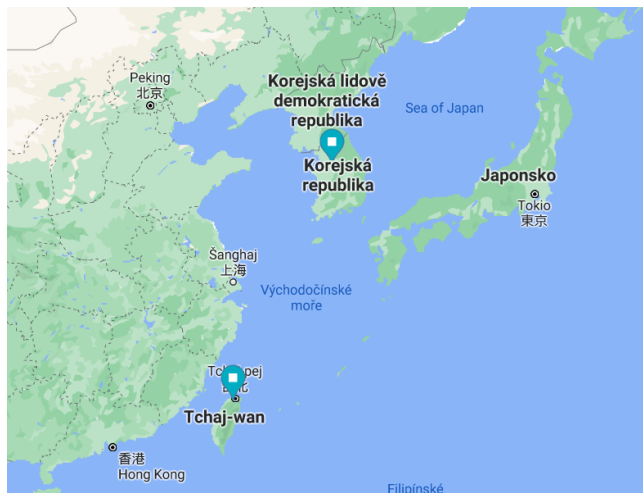 Peking
北京
Korejská lidově
demokratická
republika
Sea of Japan
Korejská
republika
Japonsko
Tokio
東京
Šanghaj
上海
Východočínské
moře
Tchaj-wan
香港
Hong Kong
Filipínské